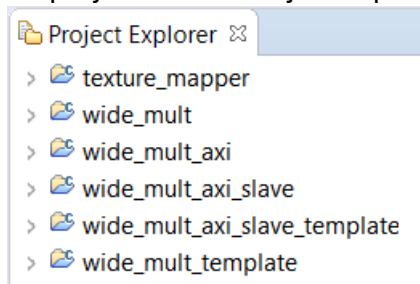 Project Explorer
texture_mapper
wide_mult
wide_mult_axi
wide_mult_axi_slave
wide_mult_axi_slave_template
wide_mult_template